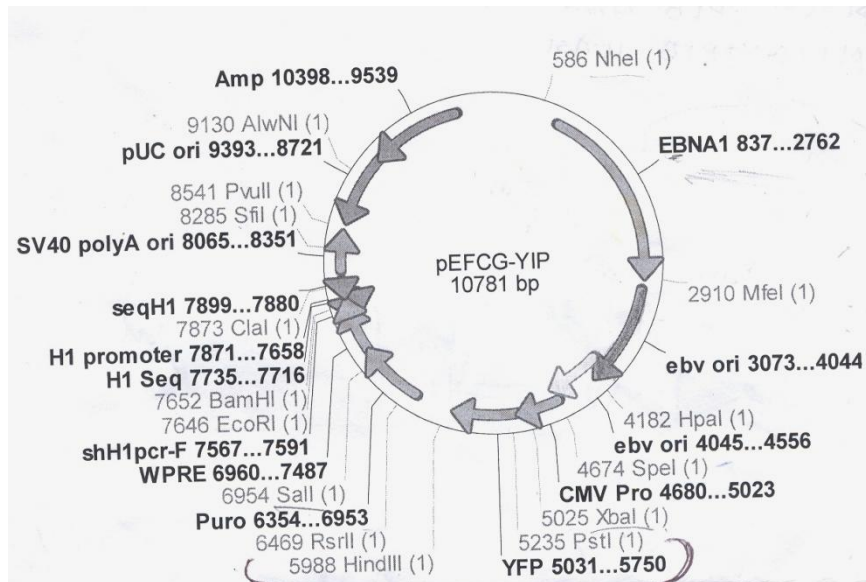 586 NheI (1)
Amp 10398...9539
9130 AlwNI (1)
pUC ori 9393...8721
EBNA1 837...2762
8541 PvuII (1)
8285 SfiI (1)
SV40 polyA ori 8065...8351
pEFCG-YIP
10781 bp
2910 MfeI (1)
seqH1 7899...7880
7873 ClaI (1)
H1 promoter 7871...7658
H1 Seq 7735...7716
ebv ori 3073...4044
7652 BamHI (1)
7646 EcoRI (1)
4182 HpaI (1)
shH1pcr-F 7567...7591
ebv ori 4045...4556
WPRE 6960...7487
4674 SpeI (1)
6954 SalI (1)
CMV Pro 4680...5023
Puro 6354...6953
5025 XbaI (1)
6469 RsrII (1)
5235 PstI (1)
5988 HindIII (1)
YFP 5031...5750